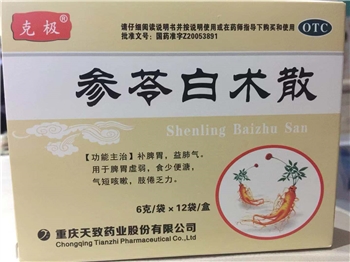 克极
请仔细阅读说明书并按说明使用或在药师指导下购买和使用
批准文号：国药准字Z20053891
OTC
参苓白术散
Shenling Baizhu San
【功能主治】补脾胃，益肺气。
用于脾胃虚弱，食少便溏，
气短咳嗽，肢倦乏力。
6克/袋×12袋/盒
重庆天致药业股份有限公司
Chongqing Tianzhi Pharmaceutical Co.,Ltd.